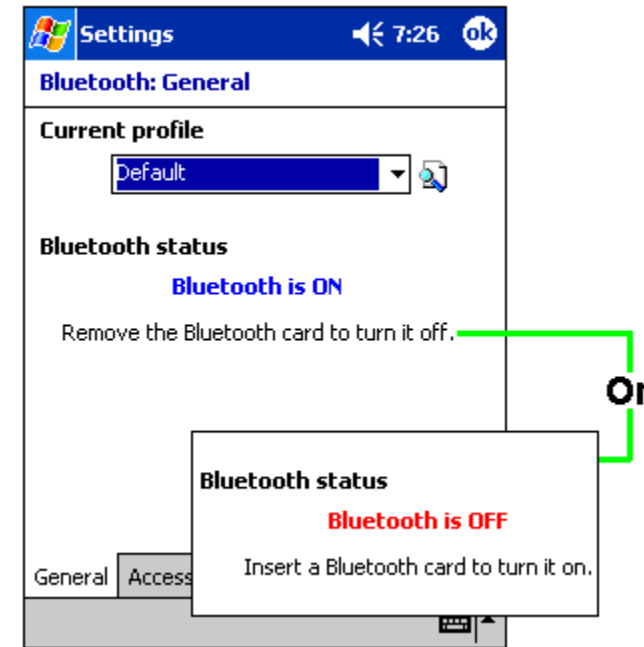 Settings 7:26 ok
Bluetooth: General
Current profile
Default
Bluetooth status
Bluetooth is ON
Remove the Bluetooth card to turn it off.
Or
Bluetooth status
Bluetooth is OFF
Insert a Bluetooth card to turn it on.
General Access